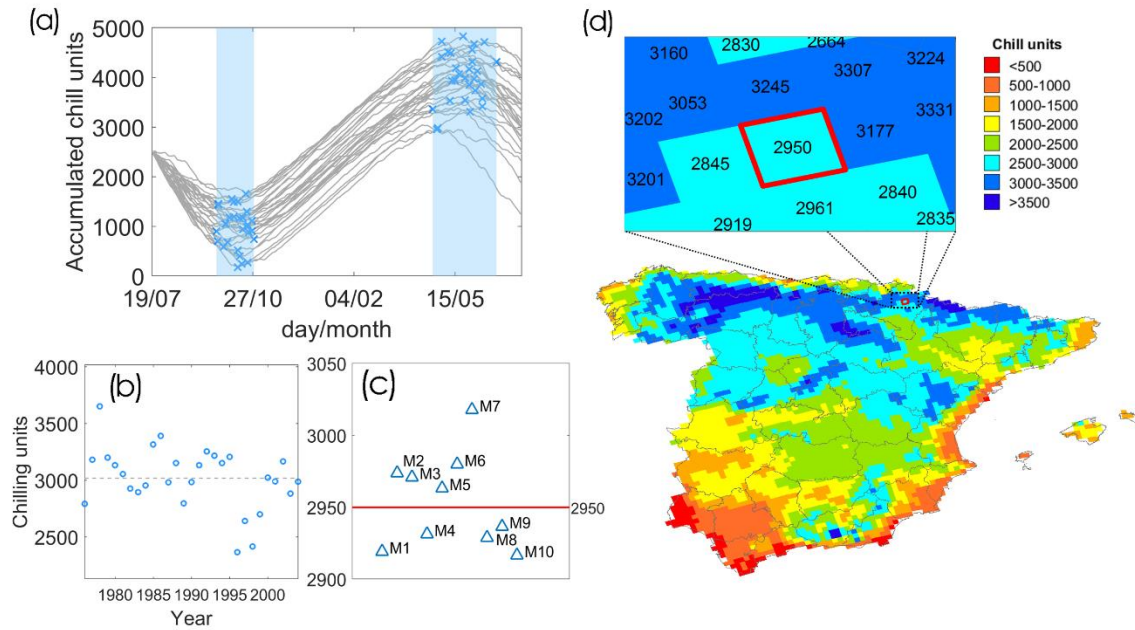 (a)
Accumulated chill units
5000
4000
3000
2000
1000
0
19/07 27/10 04/02 15/05
day/month
(b)
Chilling units
4000
3500
3000
2500
1980 1985 1990 1995 2000
Year
(c)
3050
3000
2950
2900
M7
M2
M3
M6
M5
2950
M4
M9
M8
M1
M10
(d)
2830
2664
3160
3307
3224
3245
3053
3331
3202
3177
2950
2845
3201
2840
2961
2919
2835
Chill units
<500
500-1000
1000-1500
1500-2000
2000-2500
2500-3000
3000-3500
>3500